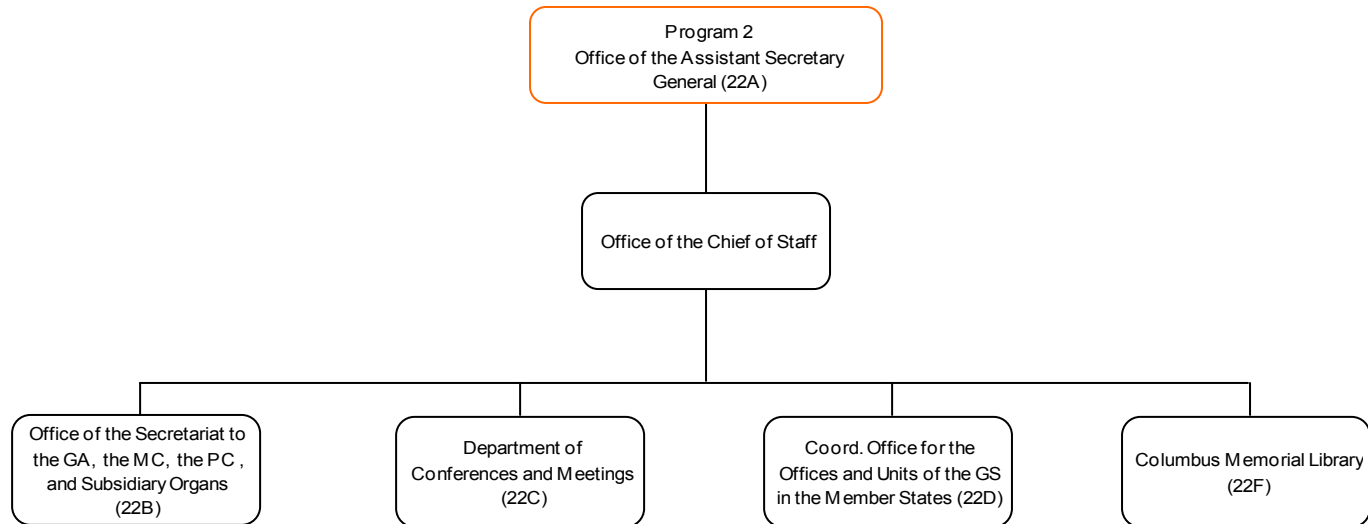 Program 2
Office of the Assistant Secretary
General (22A)
Office of the Chief of Staff
Office of the Secretariat to
the GA, the MC, the PC ,
and Subsidiary Organs
(22B)
Department of
Conferences and Meetings
(22C)
Coord. Office for the
Offices and Units of the GS
in the Member States (22D)
Columbus Memorial Library
(22F)